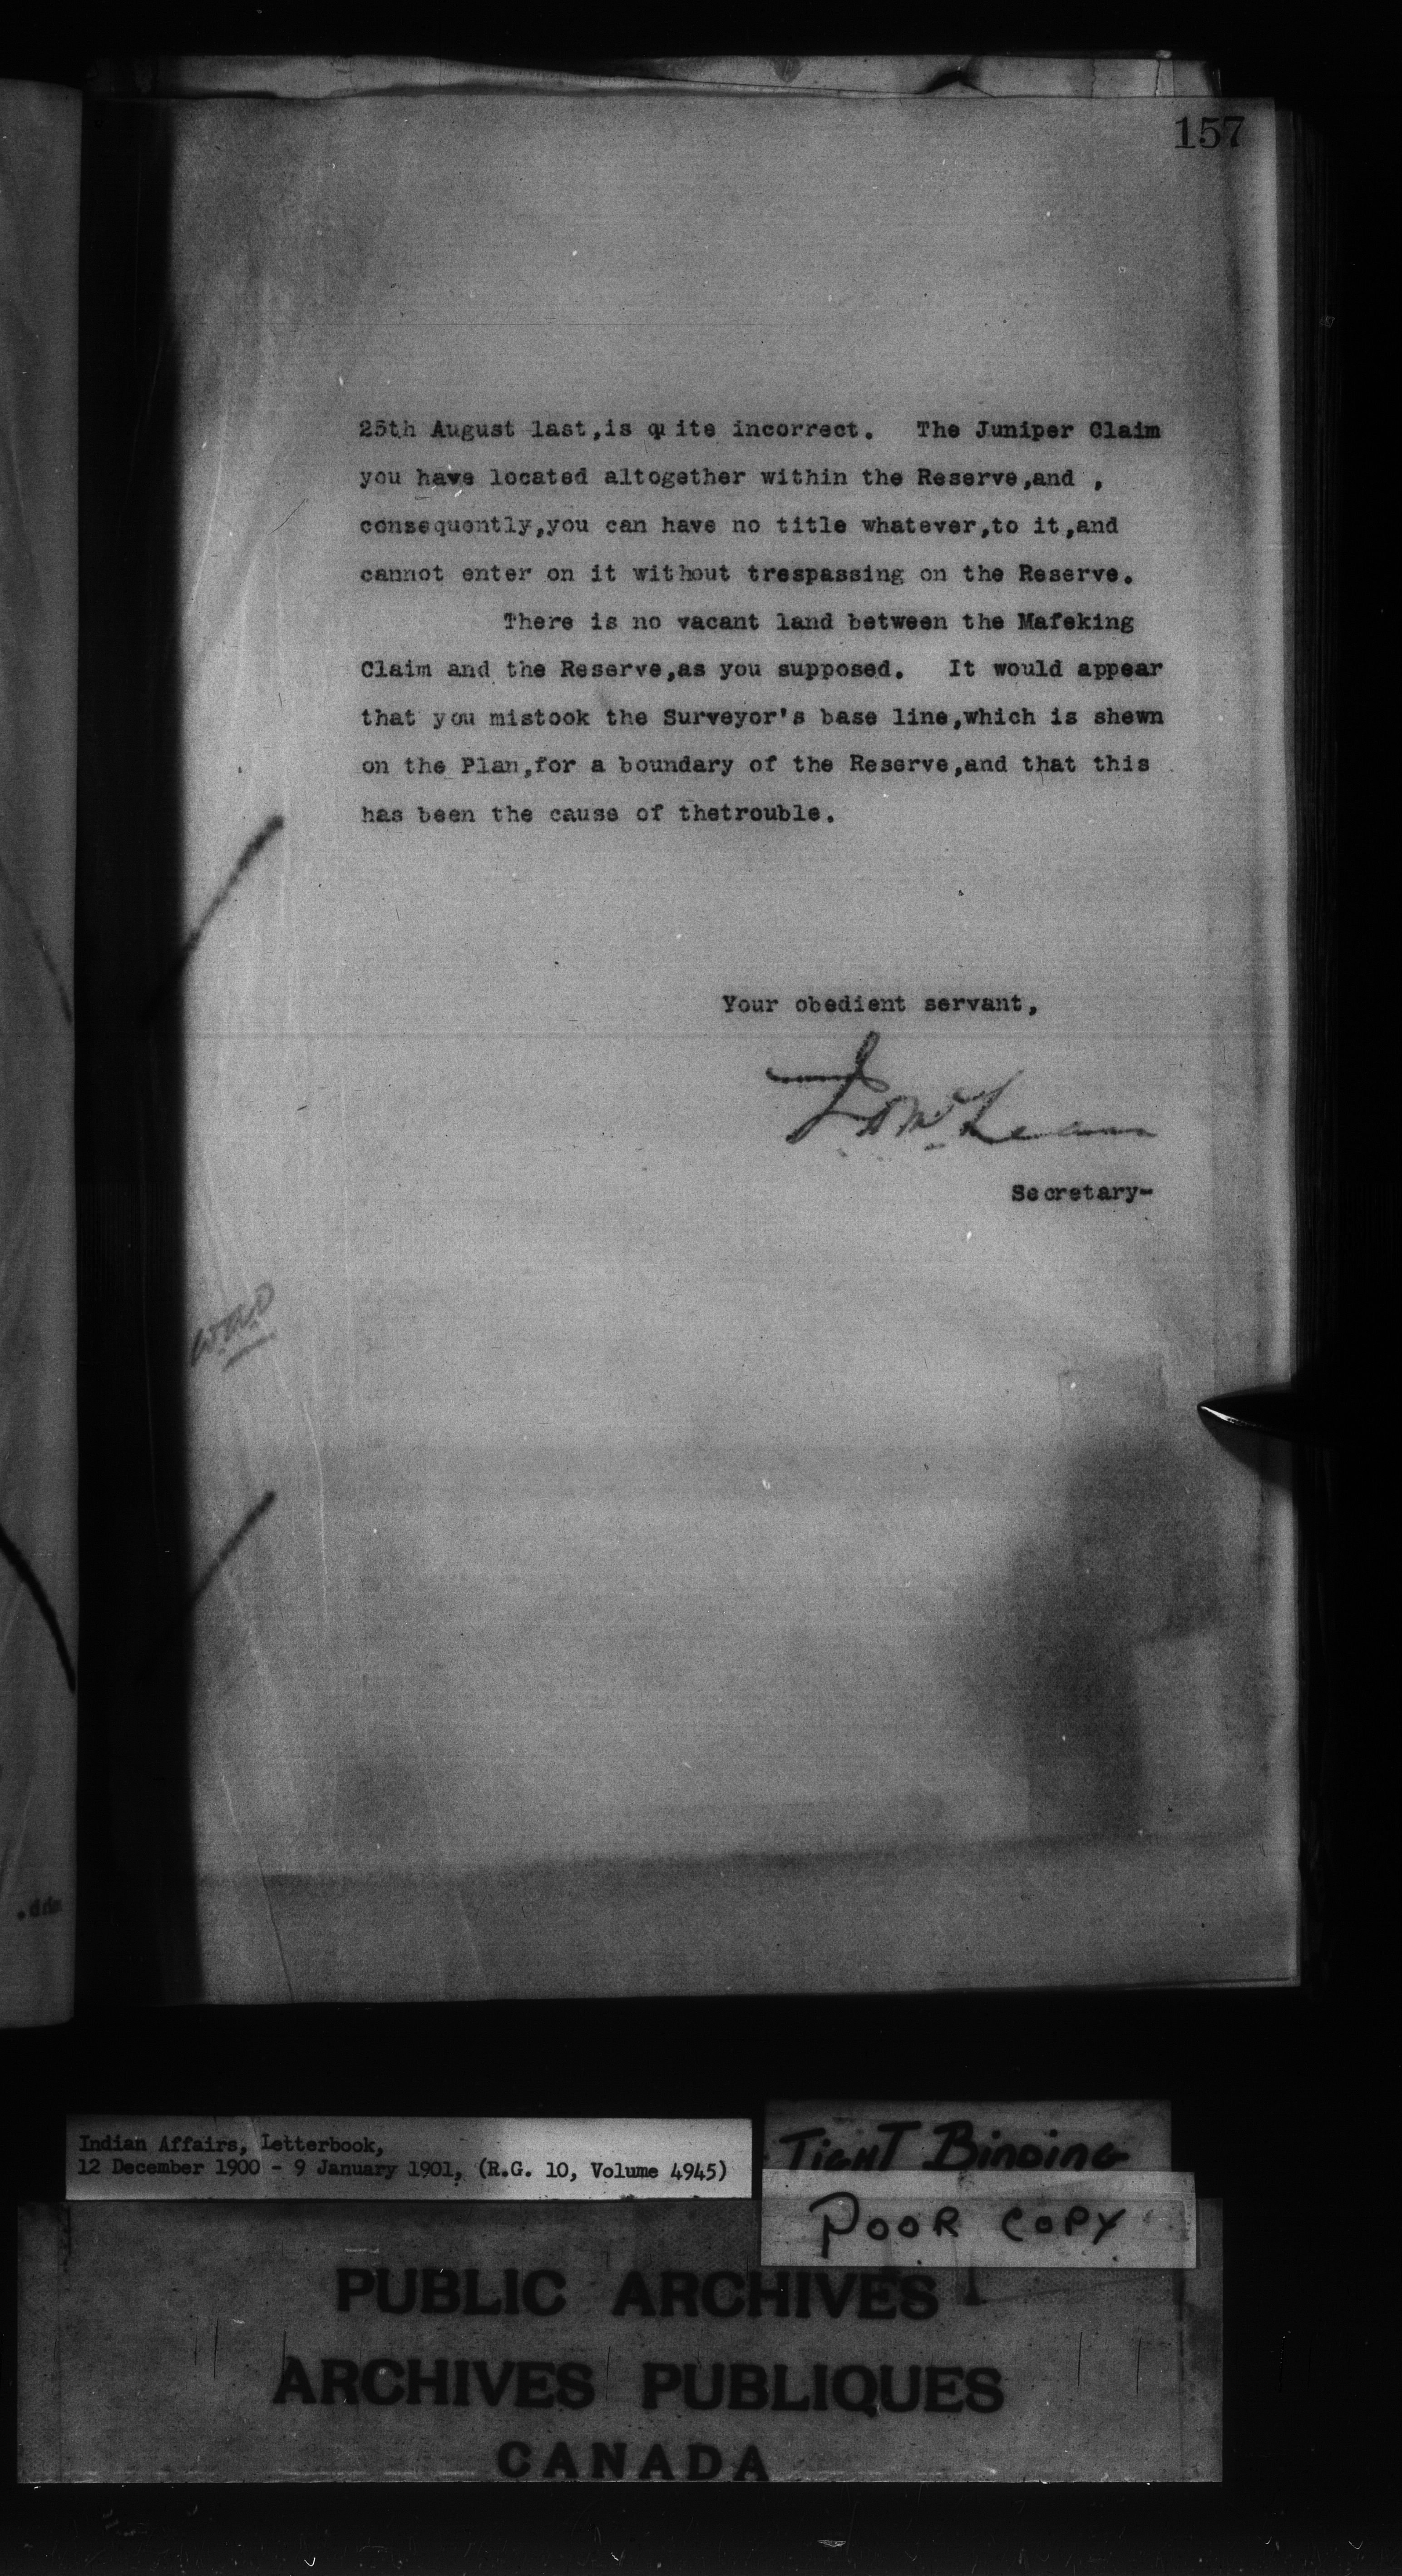 157
25th August last,is qu ite incorrect. The Juniper Claim
you have located altogether within the Reserve,and ,
consequently,you can have no title whatever,to it,and
cannot enter on it without trespassing on the Reserve.
There is no vacant land between the Mafeking
Claim and the Reserve,as you supposed. It would appear
that you mistook the Surveyor's base line,which is shewn
on the Plan,for a boundary of the Reserve,and that this
has been the cause of thetrouble.
Your obedient servant,
McLean
Secretary-
Indian Affairs, Letterbook,
12 December 1900 - 9 January 1901, (R.G. 10, Volume 4945)
TIGHT BINDING
POOR COPY
PUBLIC ARCHIVES
ARCHIVES PUBLIQUES
CANADA